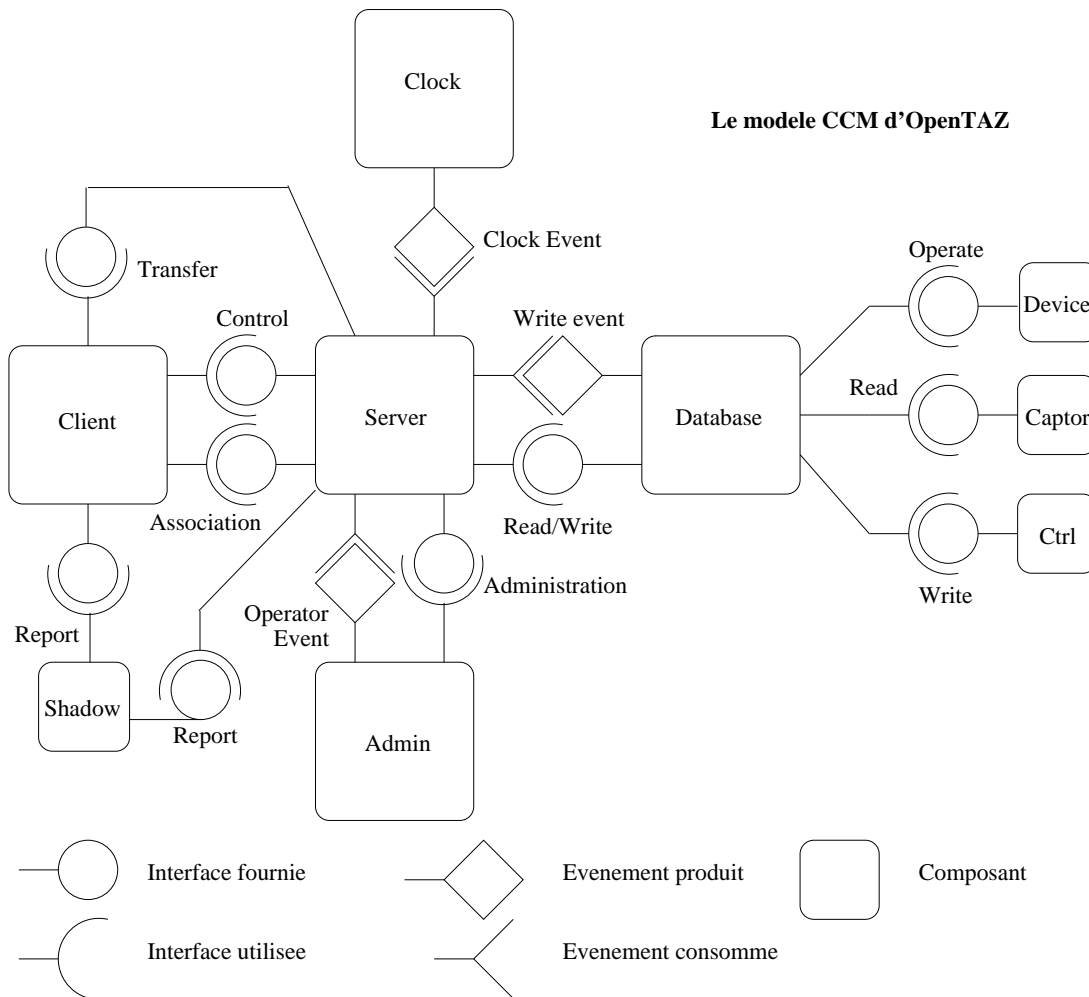 Clock
Le modele CCM d'OpenTAZ
Clock Event
Operate
Transfer
Device
Control
Write event
Read
Client
Server
Database
Captor
Association
Read/Write
Ctrl
Administration
Write
Operator
Event
Report
Shadow
Report
Admin
Interface fournie
Evenement produit
Composant
Interface utilisee
Evenement consomme